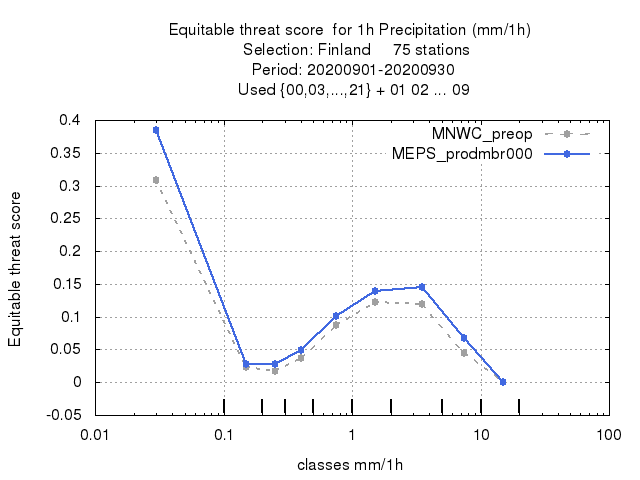 Equitable threat score  for 1h Precipitation (mm/1h)
Selection: Finland     75 stations
Period: 20200901-20200930
Used {00,03,...,21} + 01 02 ... 09
MNWC_preop
MEPS_prodmbr000
Equitable threat score
0.4
0.35
0.3
0.25
0.2
0.15
0.1
0.05
0
-0.05
0.01 0.1 1 10 100
classes mm/1h